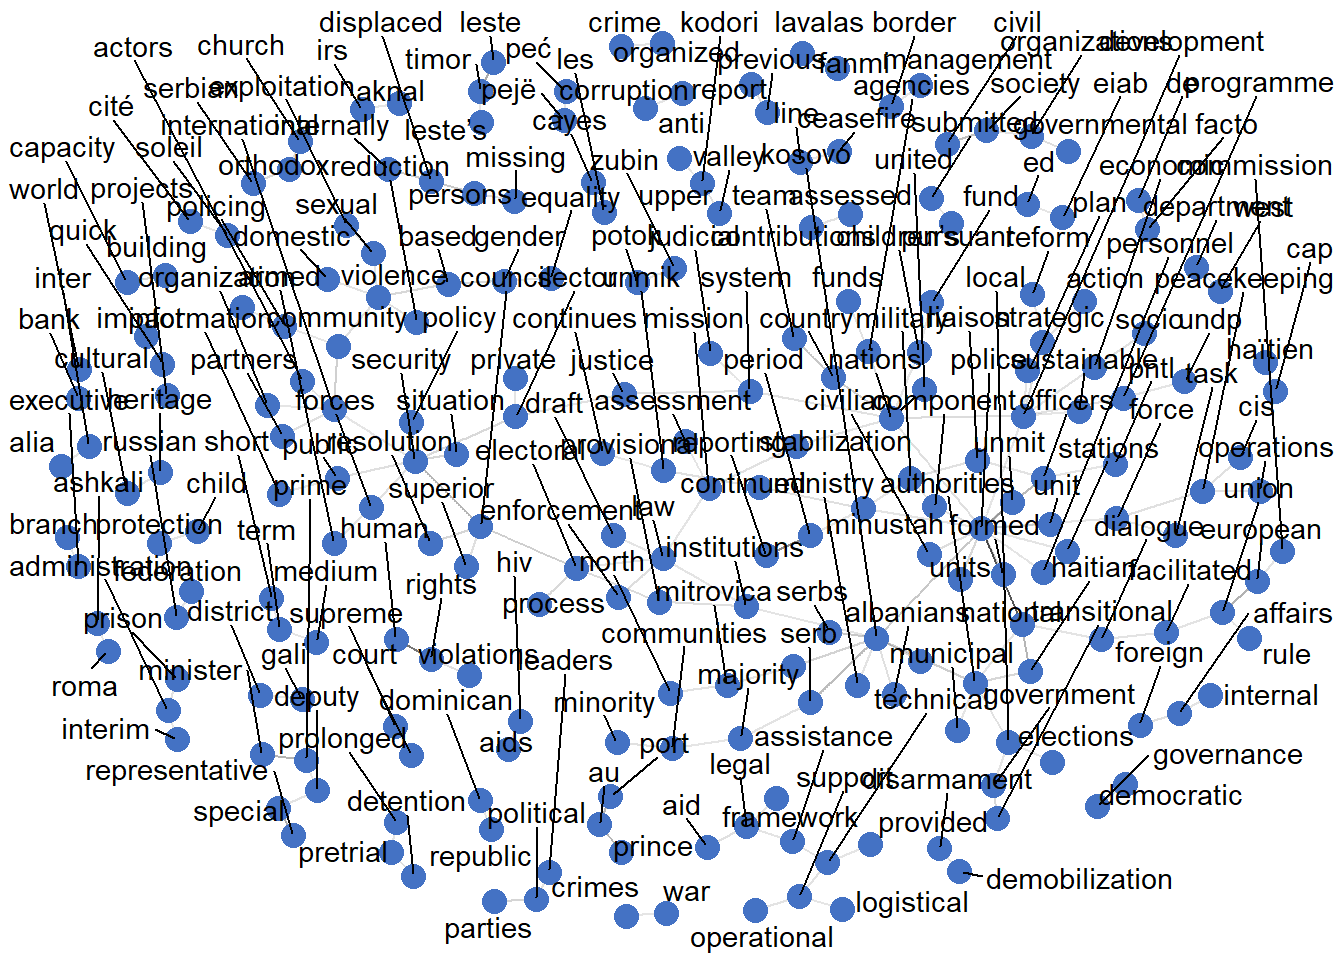 displaced leste crime kodori lavalas border civil
actors church irs timor peć les organized previous fanmi management organizations development
serbian exploitation aknal pejë corruption report agencies society eiab de programme
cité international internally leste's caves anti line ceasefire submitted governmental facto
capacity soleil orthodox reduction missing zubin valley kosovo united ed economic commission
world projects policing sexual persons equality upper team assessed fund plan department west
quick building domestic based gender potok judicial contributions children's pursuant reform personnel cap
inter organization armed violence council sector unmik system funds local action peacekeeping
bank impact information community policy continues mission country military liaison strategic socio undp
cultural partners security private justice period nations police sustainable pntl task haitien
executive heritage forces situation draft assessment civilian component officers force cis
alia russian short public resolution electoral provisional reporting stabilization unmit stations operations
ashkali child prime superior continued ministry authorities unit union
branch protection term human enforcement law minustah formed dialogue european
administration federation medium rights hiv north institutions units haitian facilitated
prison district supreme process mitrovica serbs albanians national transitional affairs
roma minister gali court violations leaders communities serb municipal foreign rule
interim deputy dominican minority majority technical government internal
representative prolonged aids port assistance elections governance
special detention political au legal support disarmament democratic
pretrial republic prince aid framework provided
crimes war demobilization
parties operational logistical